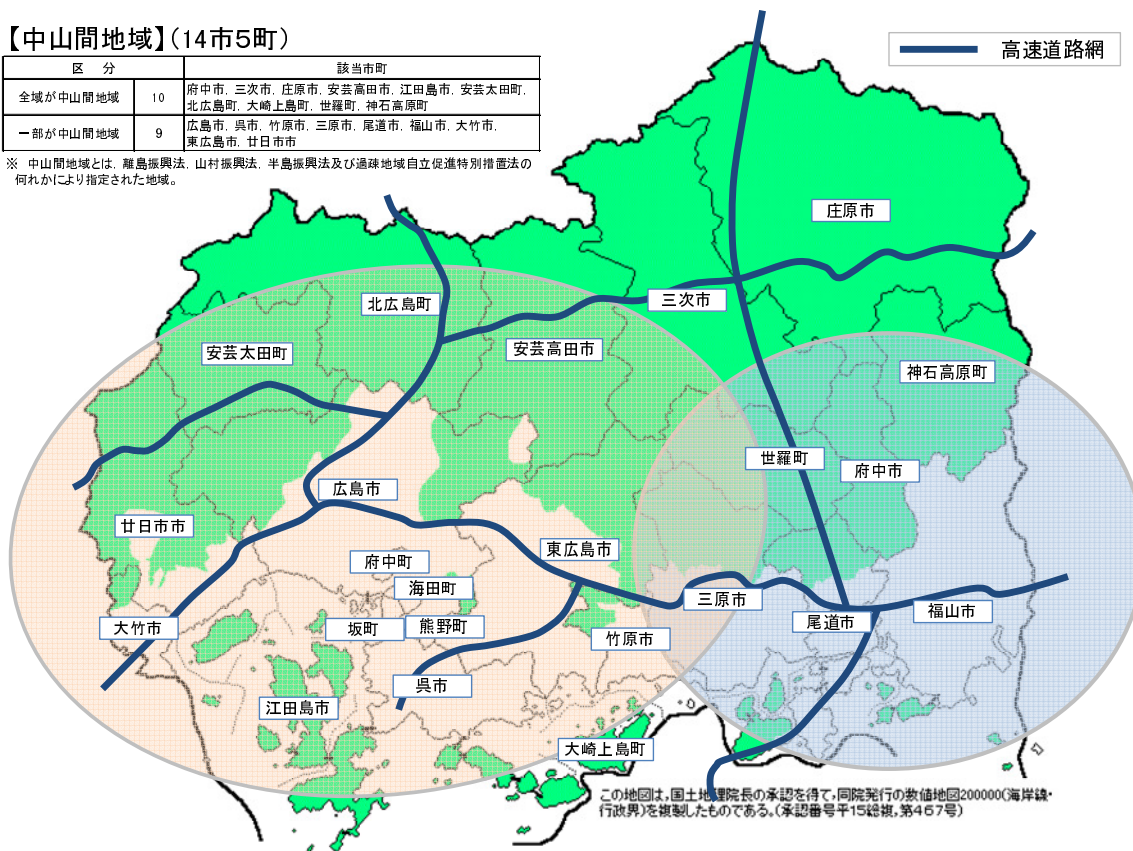 【中山間地域】(14市5町)
高速道路網
区 分 該当市町
全域が中山間地域 10 府中市，三次市，庄原市，安芸高田市，江田島市，安芸太田町，
北広島町，大崎上島町，世羅町，神石高原町
一部が中山間地域 9 広島市，呉市，竹原市，三原市，尾道市，福山市，大竹市，
東広島市，廿日市市
※ 中山間地域とは，離島振興法，山村振興法，半島振興法及び過疎地域自立促進特別措置法の
何れかにより指定された地域。
庄原市
北広島町
三次市
安芸太田町
安芸高田市
神石高原町
世羅町
府中市
広島市
廿日市市
東広島市
府中町
海田町
三原市
福山市
尾道市
大竹市
坂町
熊野町
竹原市
呉市
江田島市
大崎上島町
この地図は，国土地理院長の承認を得て，同院発行の数値地図200000(海岸線・
行政界)を複製したものである。(承認番号平15総複，第467号)